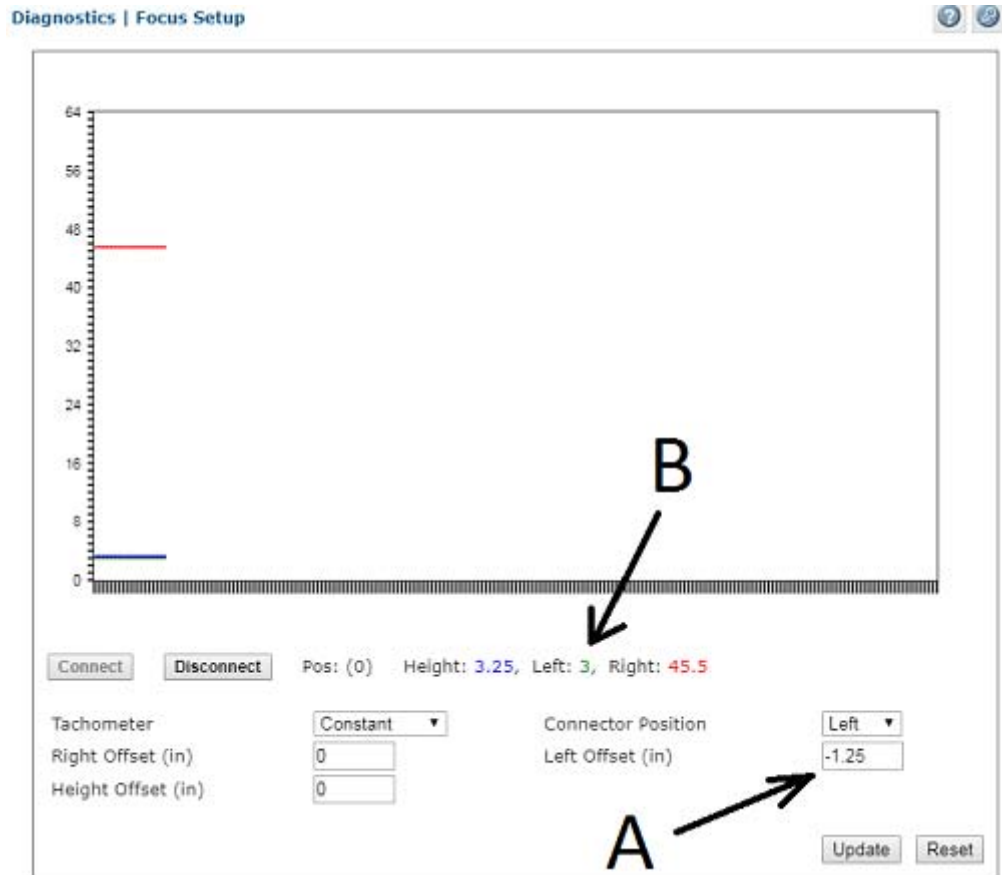 Diagnostics | Focus Setup
64
56
48
40
32
24
16
8
0
B
Connect Disconnect Pos: (0) Height: 3.25, Left: 3, Right: 45.5
Tachometer Constant Connector Position Left
Right Offset (in) 0 Left Offset (in) -1.25
Height Offset (in) 0
A
Update Reset